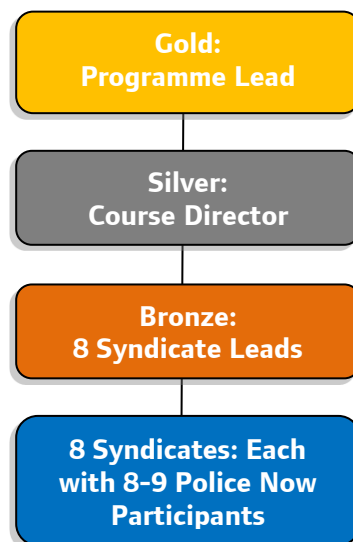 Gold:
Programme Lead
Silver:
Course Director
Bronze:
8 Syndicate Leads
8 Syndicates: Each
with 8-9 Police Now
Participants